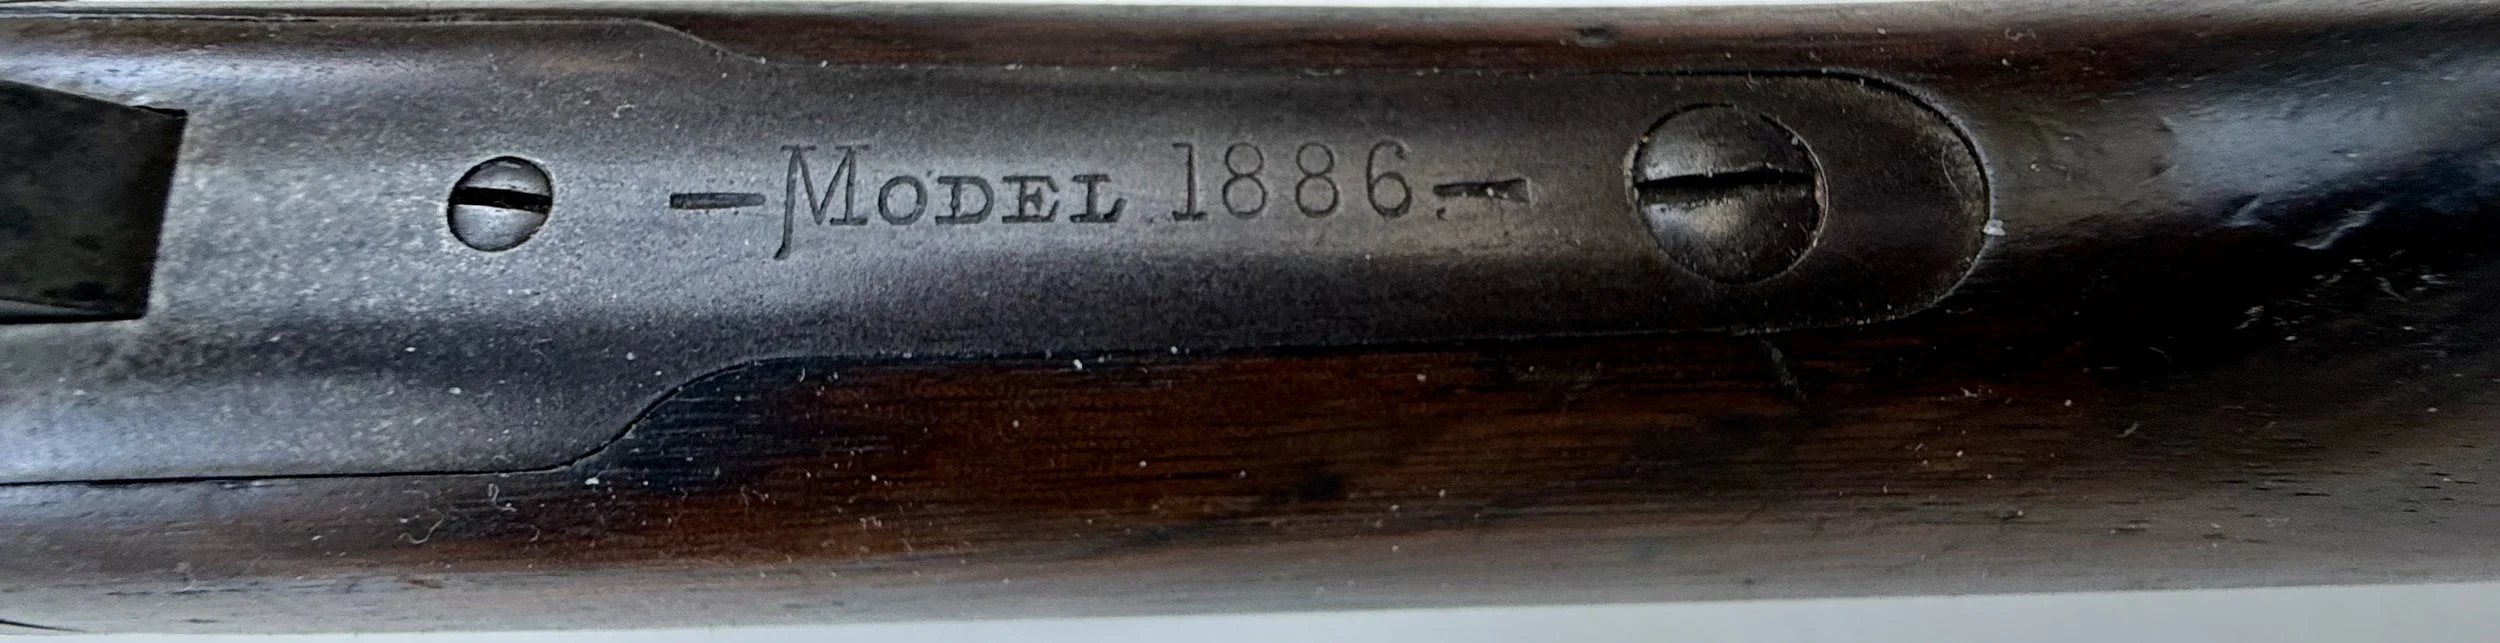 —Model 1886.—